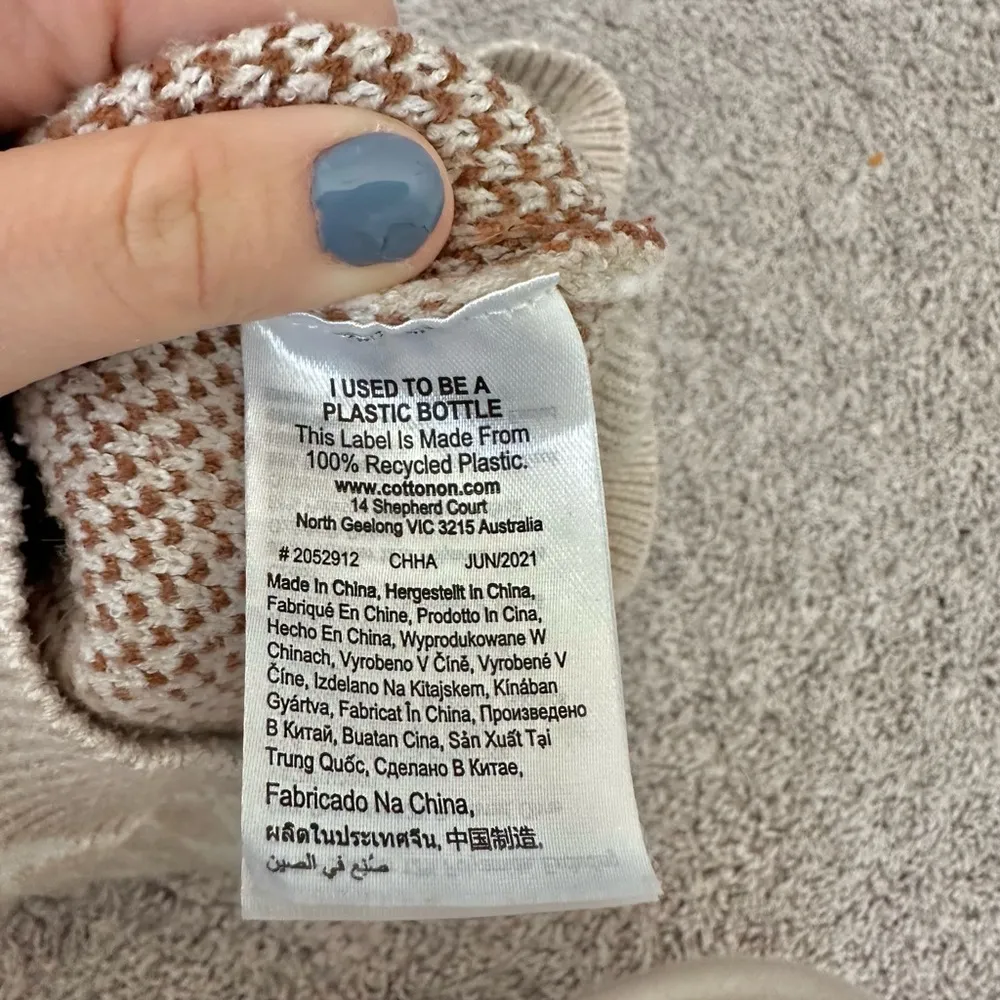 I USED TO BE A
PLASTIC BOTTLE
This Label Is Made From
100% Recycled Plastic.
www.cottonon.com
14 Shepherd Court
North Geelong VIC 3215 Australia
# 2052912 CHHA JUN/2021
Made In China, Hergestellt In China,
Fabriqué En Chine, Prodotto In Cina,
Hecho En China, Wyprodukowane W
Chinach, Vyrobeno V Číně, Vyrobené V
Číne, Izdelano Na Kitajskem, Kínában
Gyártva, Fabricat În China, Произведено
В Китай, Buatan Cina, Sản Xuất Tại
Trung Quốc, Сделано В Китае,
Fabricado Na China,
ผลิตในประเทศจีน, 中国制造,
صُنع في الصين